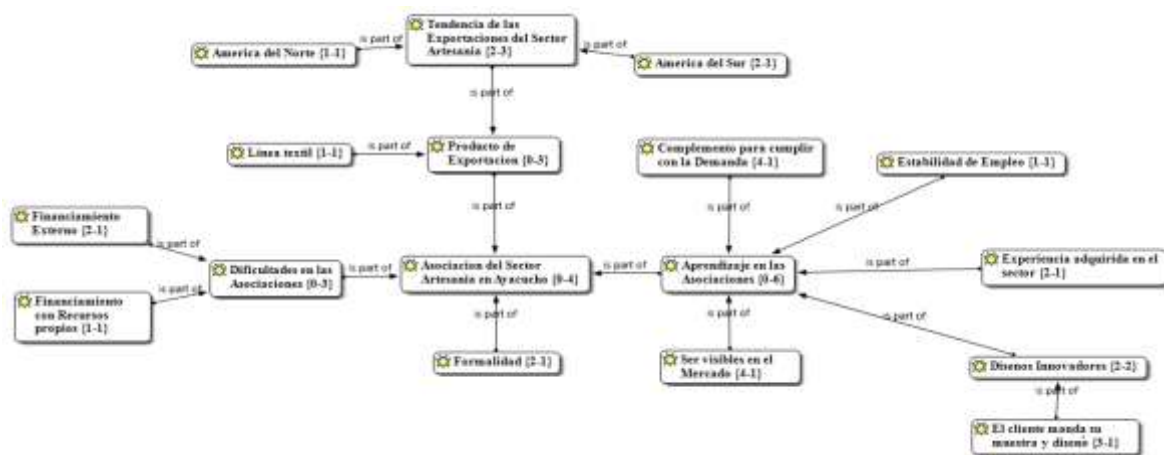 Tendencia de las
Exportaciones del Sector
Artesania {2-3}
is part of
is part of
America del Norte {1-1}
America del Sur {2-1}
is part of
Linea textil {1-1}
is part of
Producto de
Exportacion {0-3}
Complemento para cumplir
con la Demanda {4-1}
Estabilidad de Empleo {1-1}
is part of
is part of
is part of
Financiamiento
Externo {2-1}
is part of
Dificultades en las
Asociaciones {0-3}
is part of
Asociacion del Sector
Artesania en Ayacucho {0-4}
is part of
Aprendizaje en las
Asociaciones {0-6}
is part of
Experiencia adquirida en el
sector {2-1}
Financiamiento
con Recursos
propios {1-1}
is part of
is part of
is part of
is part of
Formalidad {2-1}
Ser visibles en el
Mercado {4-1}
Disenos Innovadores {2-2}
is part of
El cliente manda su
muestra y diseno {3-1}